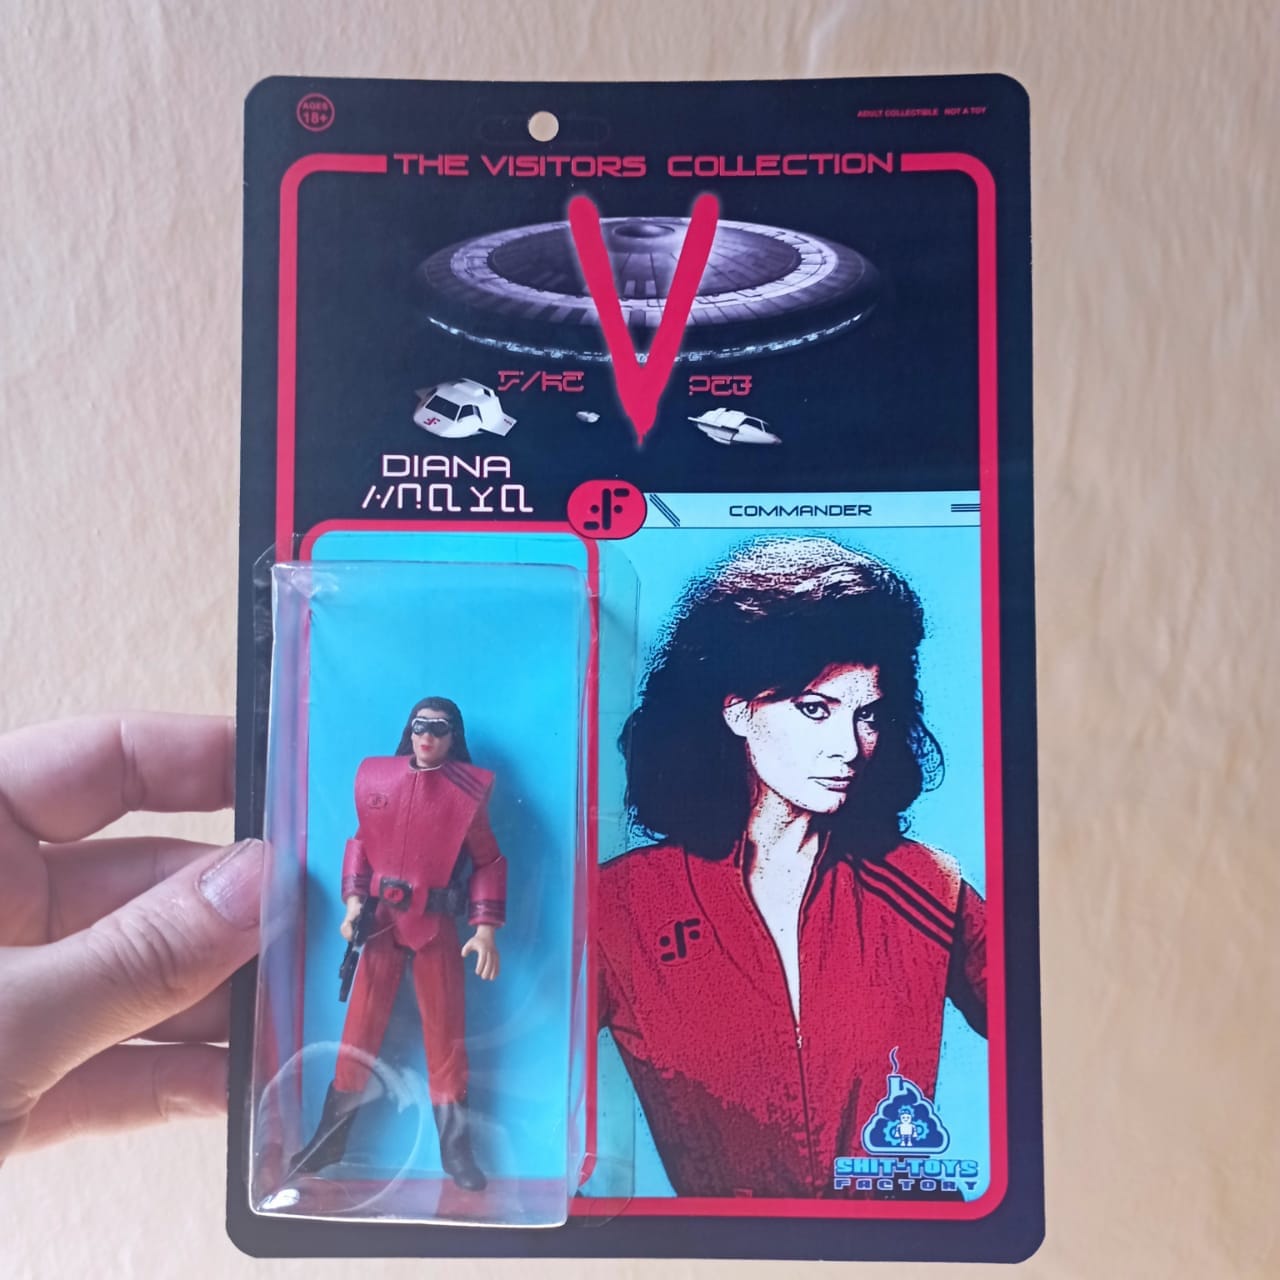 AGES
18+
ADULT COLLECTIBLE NOT A TOY
THE VISITORS COLLECTION
V
DIANA
COMMANDER
SHIT-TOYS
FACTORY